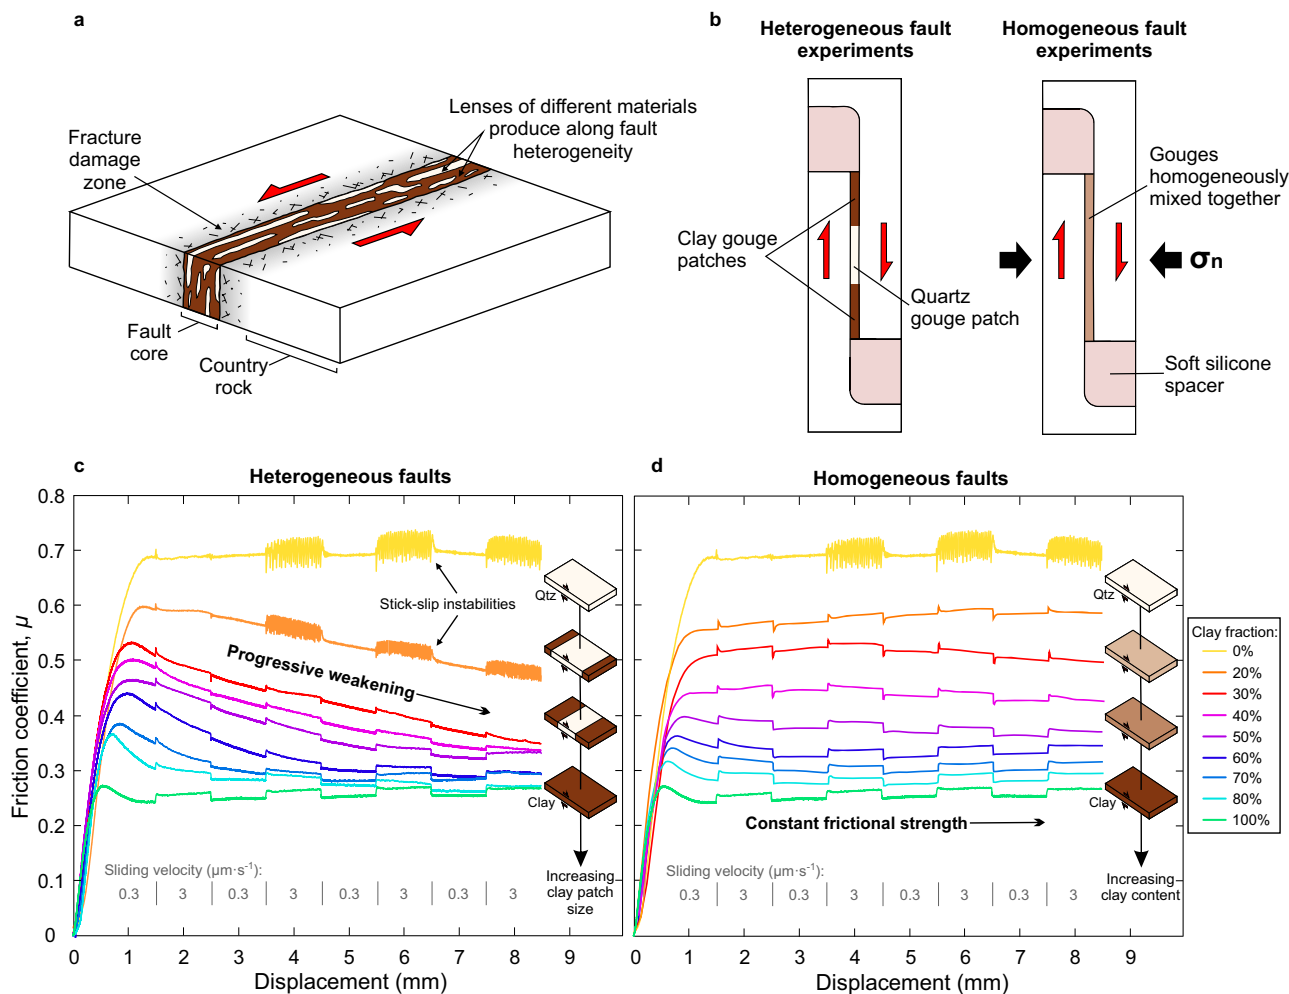 a
Fracture
damage
zone
Lenses of different materials
produce along fault
heterogeneity
Fault
core
Country
rock
b
Heterogeneous fault
experiments
Homogeneous fault
experiments
Clay gouge
patches
Quartz
gouge patch
Gouges
homogeneously
mixed together
σn
Soft silicone
spacer
c
Heterogeneous faults
Friction coefficient, μ
0.8
0.7
0.6
0.5
0.4
0.3
0.2
0.1
0
Stick-slip instabilities
Progressive
weakening
Qtz
Clay
Increasing
clay patch
size
Sliding velocity (μm·s⁻¹):
0.3 3 0.3 3 0.3 3 0.3 3
0 1 2 3 4 5 6 7 8 9
Displacement (mm)
d
Homogeneous faults
Qtz
Clay
Constant frictional strength
Increasing
clay content
Sliding velocity (μm·s⁻¹):
0.3 3 0.3 3 0.3 3 0.3 3
0 1 2 3 4 5 6 7 8 9
Displacement (mm)
Clay fraction:
0%
20%
30%
40%
50%
60%
70%
80%
100%